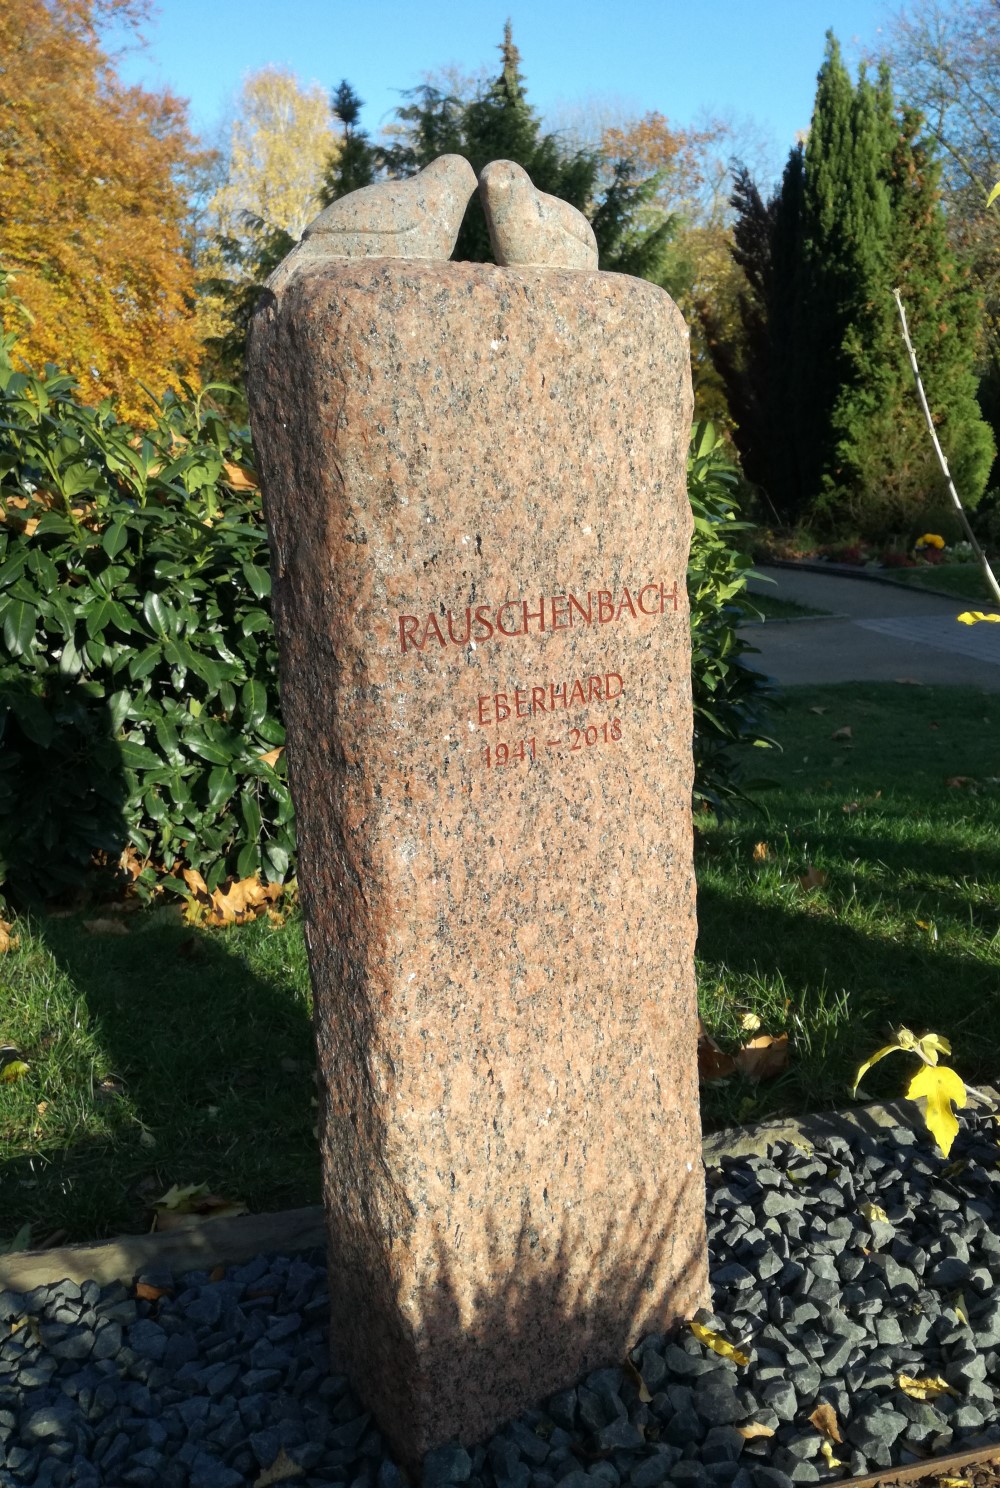 RAUSCHENBACH
EBERHARD
1941 – 2018